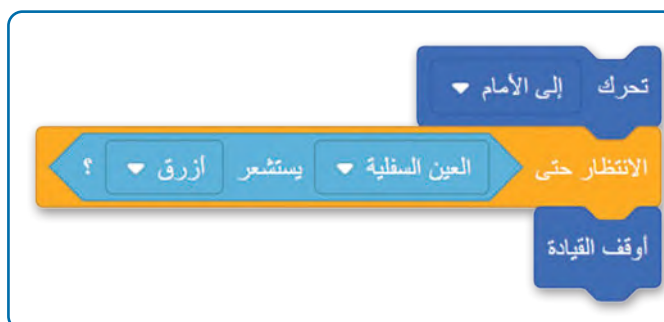 تحرك إلى الأمام
الانتظار حتى العين السفلية يستشعر أزرق ؟
أوقف القيادة